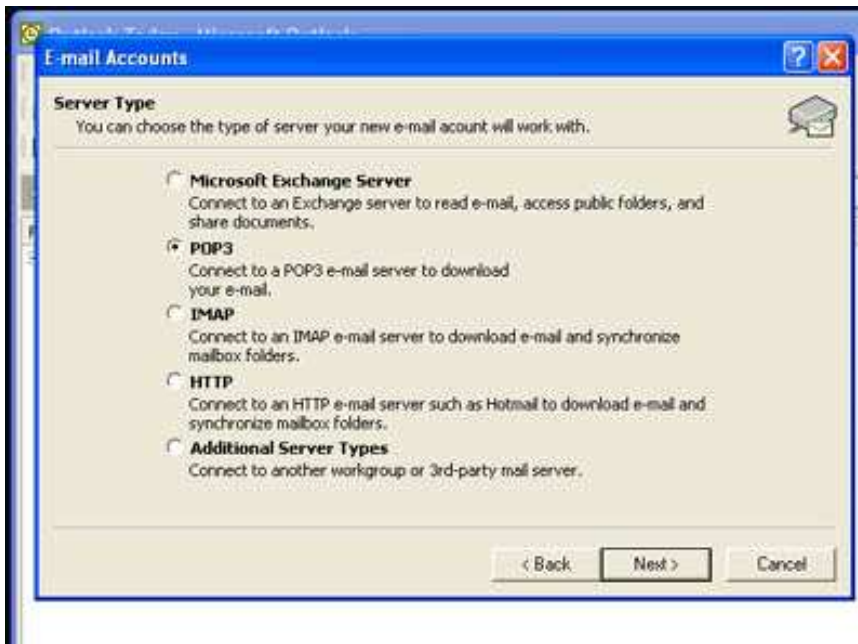 Outlook Today - Microsoft Outlook
E-mail Accounts
Server Type
You can choose the type of server your new e-mail acount will work with.
Microsoft Exchange Server
Connect to an Exchange server to read e-mail, access public folders, and
share documents.
POP3
Connect to a POP3 e-mail server to download
your e-mail.
IMAP
Connect to an IMAP e-mail server to download e-mail and synchronize
mailbox folders.
HTTP
Connect to an HTTP e-mail server such as Hotmail to download e-mail and
synchronize mailbox folders.
Additional Server Types
Connect to another workgroup or 3rd-party mail server.
< Back
Next >
Cancel